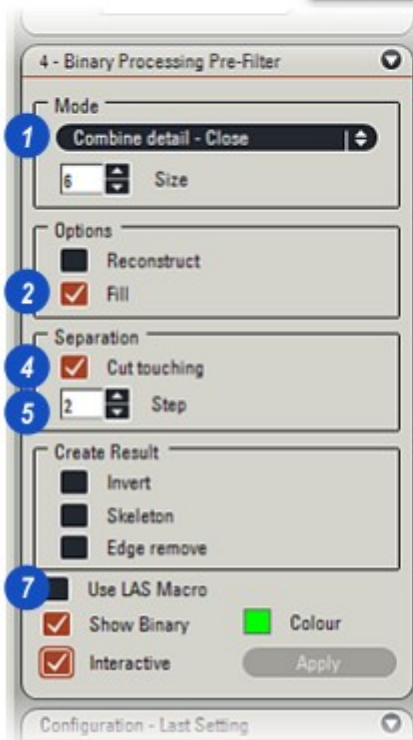 4 - Binary Processing Pre-Filter
Mode
1 Combine detail - Close
6 Size
Options
Reconstruct
2 Fill
Separation
4 Cut touching
5 2 Step
Create Result
Invert
Skeleton
Edge remove
7 Use LAS Macro
Show Binary Colour
Interactive Apply
Configuration - Last Setting